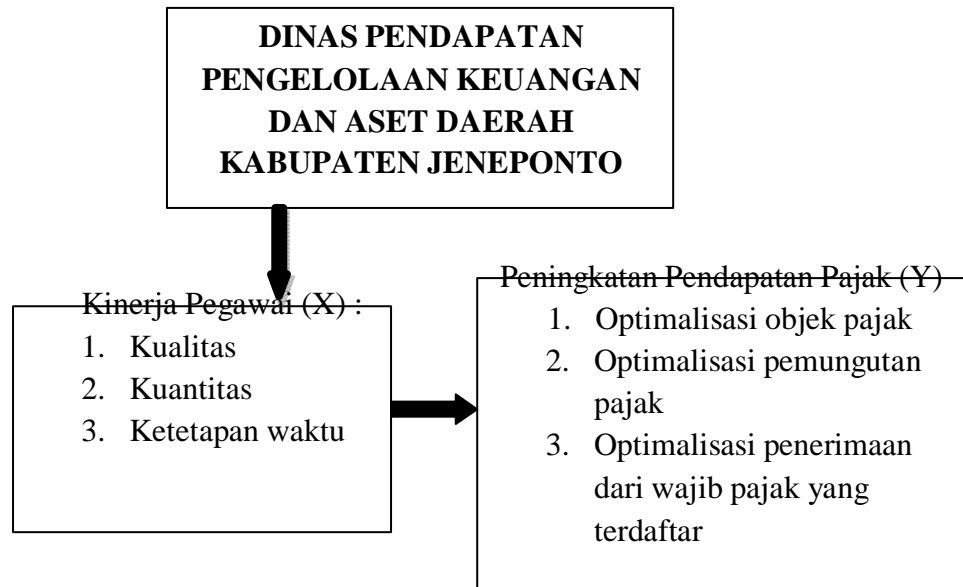 DINAS PENDAPATAN
PENGELOLAAN KEUANGAN
DAN ASET DAERAH
KABUPATEN JENEPONTO
Kinerja Pegawai (X) :
1. Kualitas
2. Kuantitas
3. Ketetapan waktu
Peningkatan Pendapatan Pajak (Y)
1. Optimalisasi objek pajak
2. Optimalisasi pemungutan
pajak
3. Optimalisasi penerimaan
dari wajib pajak yang
terdaftar